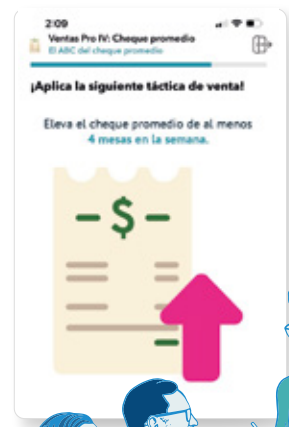 2:09
Ventas Pro IV: Cheque promedio
El ABC del cheque promedio
¡Aplica la siguiente táctica de venta!
Eleva el cheque promedio de al menos
4 mesas en la semana.
$